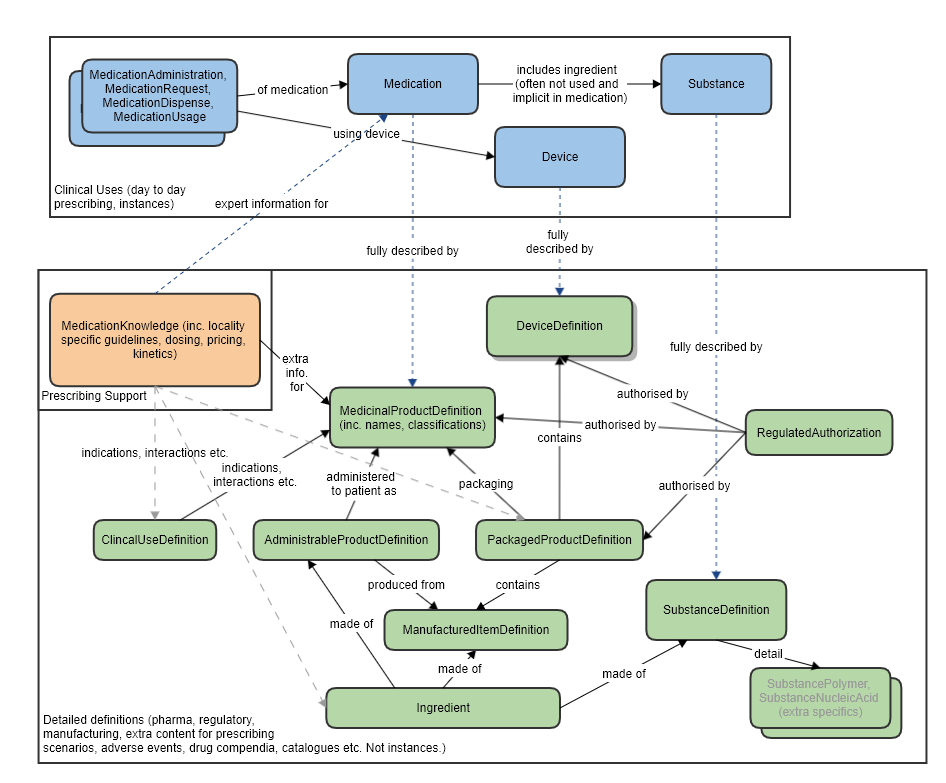 MedicationAdministration,
MedicationRequest,
MedicationDispense,
MedicationUsage
of medication
Medication
includes ingredient
(often not used and
implicit in medication)
Substance
using device
Device
Clinical Uses (day to day
prescribing, instances)
expert information for
fully described by
fully
described by
fully described by
MedicationKnowledge (inc. locality
specific guidelines, dosing, pricing,
kinetics)
Prescribing Support
extra
info.
for
DeviceDefinition
MedicinalProductDefinition
(inc. names, classifications)
authorised by
authorised by
authorised by
RegulatedAuthorization
contains
indications, interactions etc.
indications,
interactions etc.
administered
to patient as
packaging
ClincalUseDefinition
AdministrableProductDefinition
PackagedProductDefinition
produced from
contains
ManufacturedItemDefinition
SubstanceDefinition
made of
made of
made of
detail
Ingredient
SubstancePolymer,
SubstanceNucleicAcid
(extra specifics)
Detailed definitions (pharma, regulatory,
manufacturing, extra content for prescribing
scenarios, adverse events, drug compendia, catalogues etc. Not instances.)